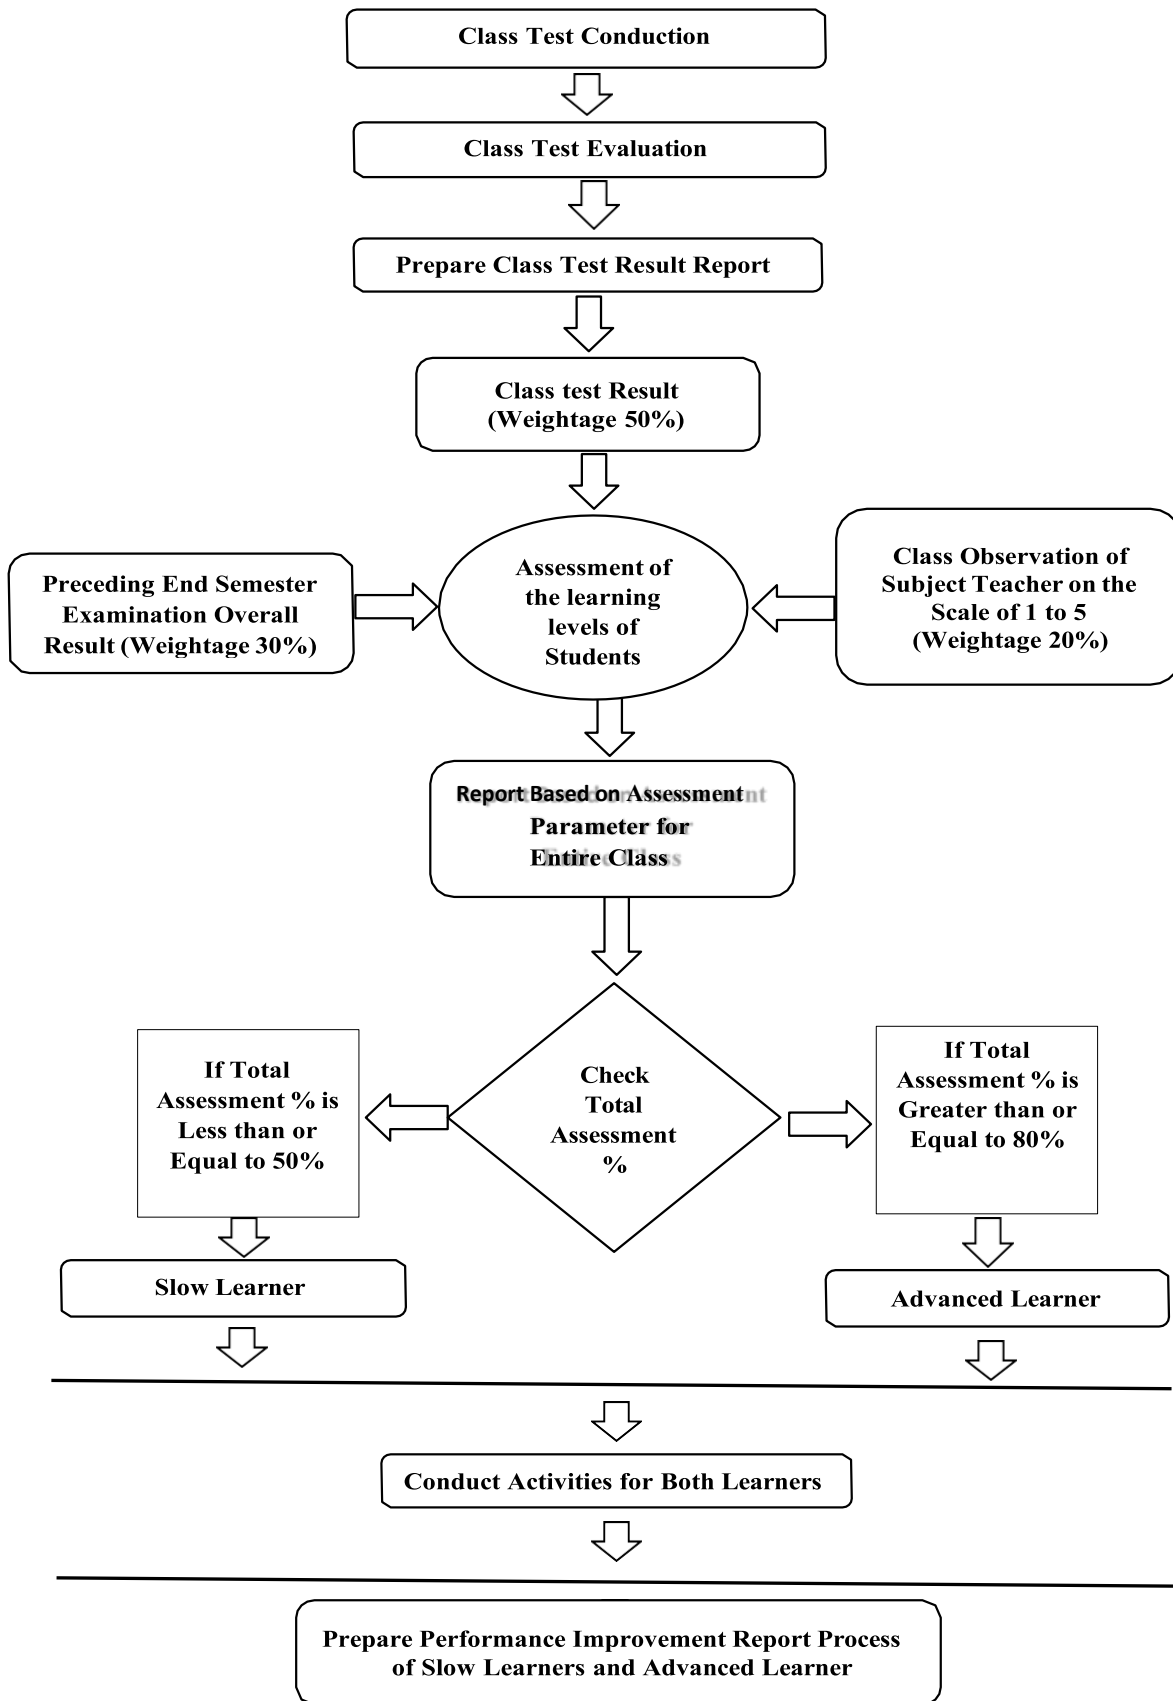 Class Test Conduction
Class Test Evaluation
Prepare Class Test Result Report
Class test Result
(Weightage 50%)
Preceding End Semester
Examination Overall
Result (Weightage 30%)
Assessment of
the learning
levels of
Students
Class Observation of
Subject Teacher on the
Scale of 1 to 5
(Weightage 20%)
Report Based on Assessment
Parameter for
Entire Class
If Total
Assessment % is
Less than or
Equal to 50%
Check
Total
Assessment
%
If Total
Assessment % is
Greater than or
Equal to 80%
Slow Learner
Advanced Learner
Conduct Activities for Both Learners
Prepare Performance Improvement Report Process
of Slow Learners and Advanced Learner